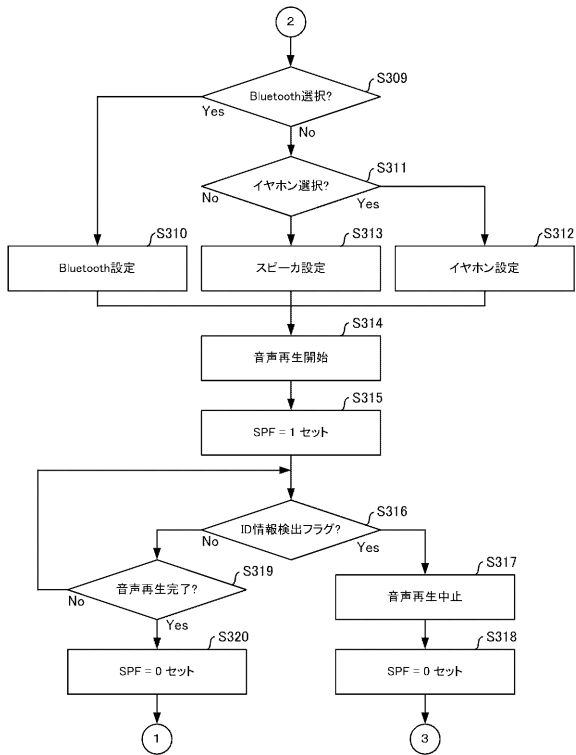 2
S309
Bluetooth選択?
Yes
No
S311
イヤホン選択?
No
Yes
S310
S313
S312
Bluetooth設定
スピーカ設定
イヤホン設定
S314
音声再生開始
S315
SPF = 1 セット
S316
ID情報検出フラグ?
No
Yes
S319
S317
音声再生完了?
音声再生中止
No
Yes
S320
S318
SPF = 0 セット
SPF = 0 セット
1
3